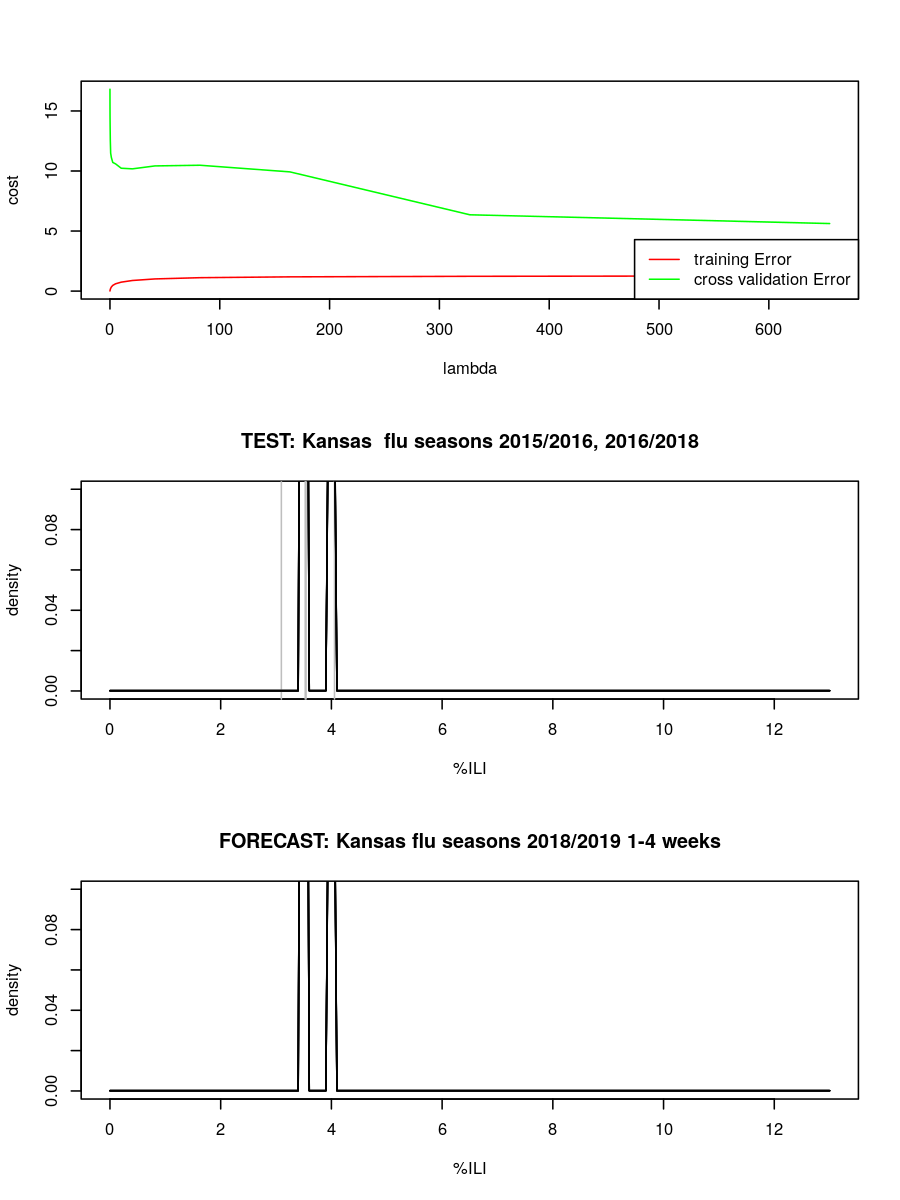 cost
15
10
5
0
training Error
cross validation Error
0 100 200 300 400 500 600
lambda
TEST: Kansas  flu seasons 2015/2016, 2016/2018
density
0.08
0.04
0.00
0 2 4 6 8 10 12
%ILI
FORECAST: Kansas flu seasons 2018/2019 1-4 weeks
density
0.08
0.04
0.00
0 2 4 6 8 10 12
%ILI